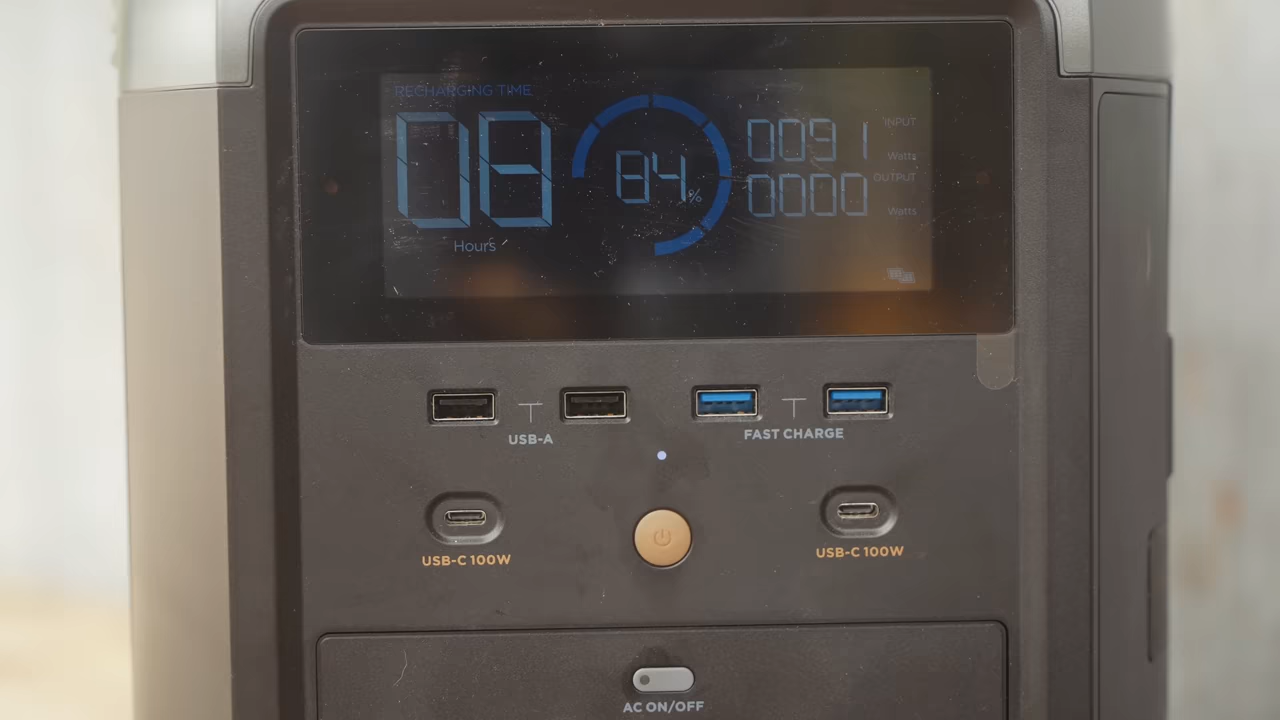 RECHARGING TIME
08
Hours
84%
0091 INPUT Watts
0000 OUTPUT Watts
USB-A
FAST CHARGE
USB-C 100W
USB-C 100W
AC ON/OFF